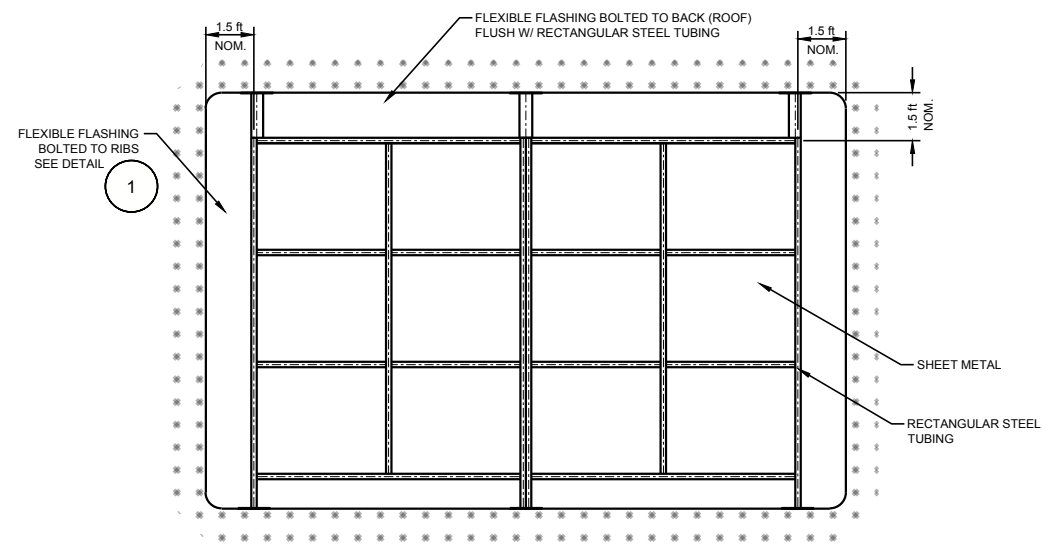 FLEXIBLE FLASHING BOLTED TO BACK (ROOF)
FLUSH W/ RECTANGULAR STEEL TUBING
1.5 ft
NOM.
1.5 ft
NOM.
1.5 ft
NOM.
FLEXIBLE FLASHING
BOLTED TO RIBS
SEE DETAIL
1
SHEET METAL
RECTANGULAR STEEL
TUBING